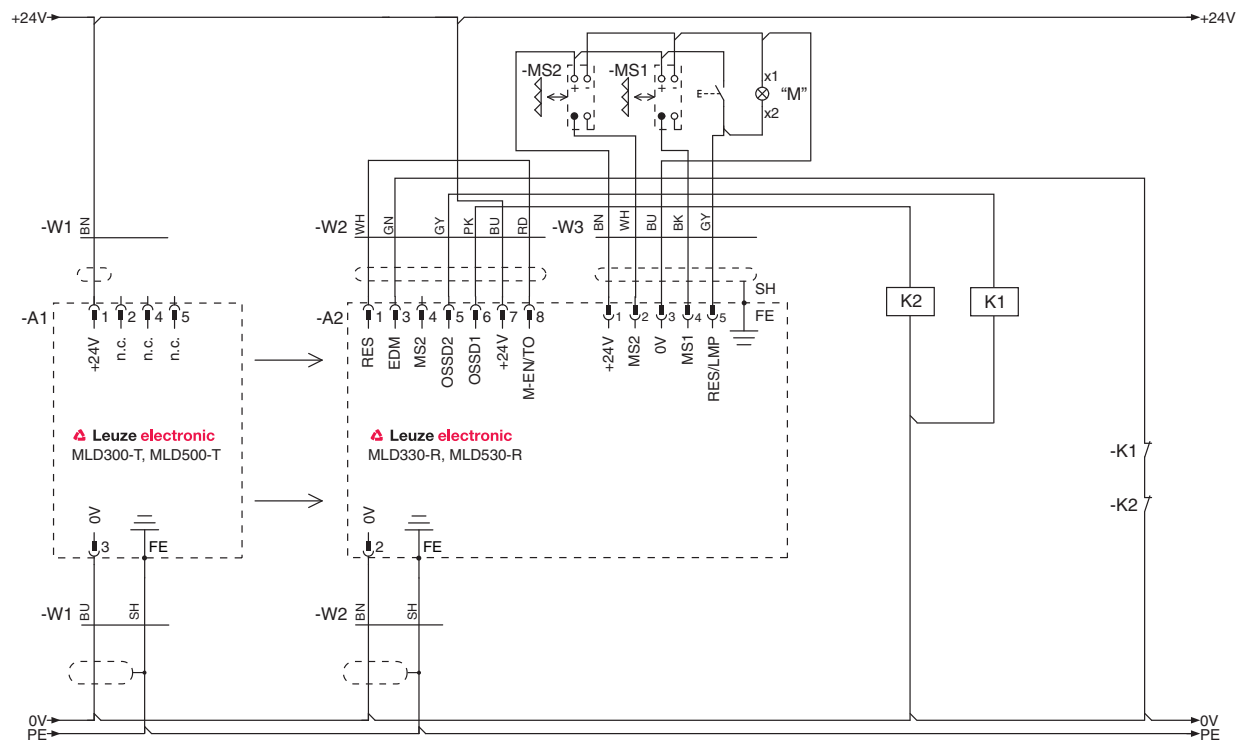 +24V +24V
-MS2 + - -MS1 + - E x1 "M"
x2
-W1 BN -W2 WH GN GY PK BU RD -W3 BN WH BU BK GY
SH
K2 K1
-A1 1 2 4 5 -A2 1 3 4 5 6 7 8 1 2 3 4 5 FE
+24V n.c. n.c. n.c. RES EDM MS2 OSSD2 OSSD1 +24V M-EN/TO +24V MS2 0V MS1 RES/LMP
Leuze electronic Leuze electronic
MLD300-T, MLD500-T MLD330-R, MLD530-R
-K1
-K2
0V 0V
3 FE 2 FE
-W1 BU SH -W2 BN SH
0V 0V
PE PE